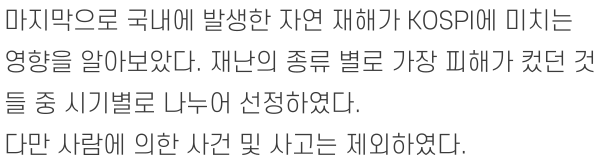 마지막으로 국내에 발생한 자연 재해가 KOSPI에 미치는
영향을 알아보았다. 재난의 종류 별로 가장 피해가 컸던 것
들 중 시기별로 나누어 선정하였다.
다만 사람에 의한 사건 및 사고는 제외하였다.